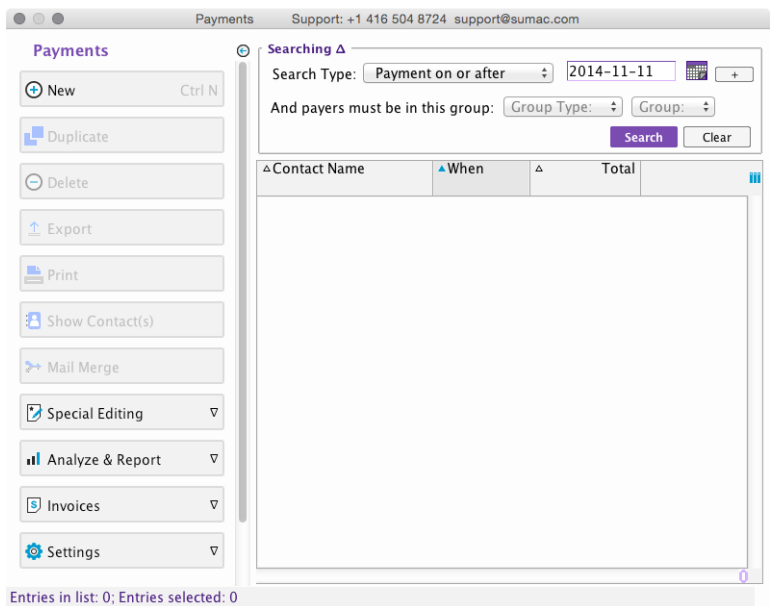 Payments Support: +1 416 504 8724 support@sumac.com
Payments
New Ctrl N
Duplicate
Delete
Export
Print
Show Contact(s)
Mail Merge
Special Editing
Analyze & Report
Invoices
Settings
Searching
Search Type: Payment on or after 2014-11-11 +
And payers must be in this group: Group Type: Group:
Search Clear
Contact Name When Total
0
Entries in list: 0; Entries selected: 0